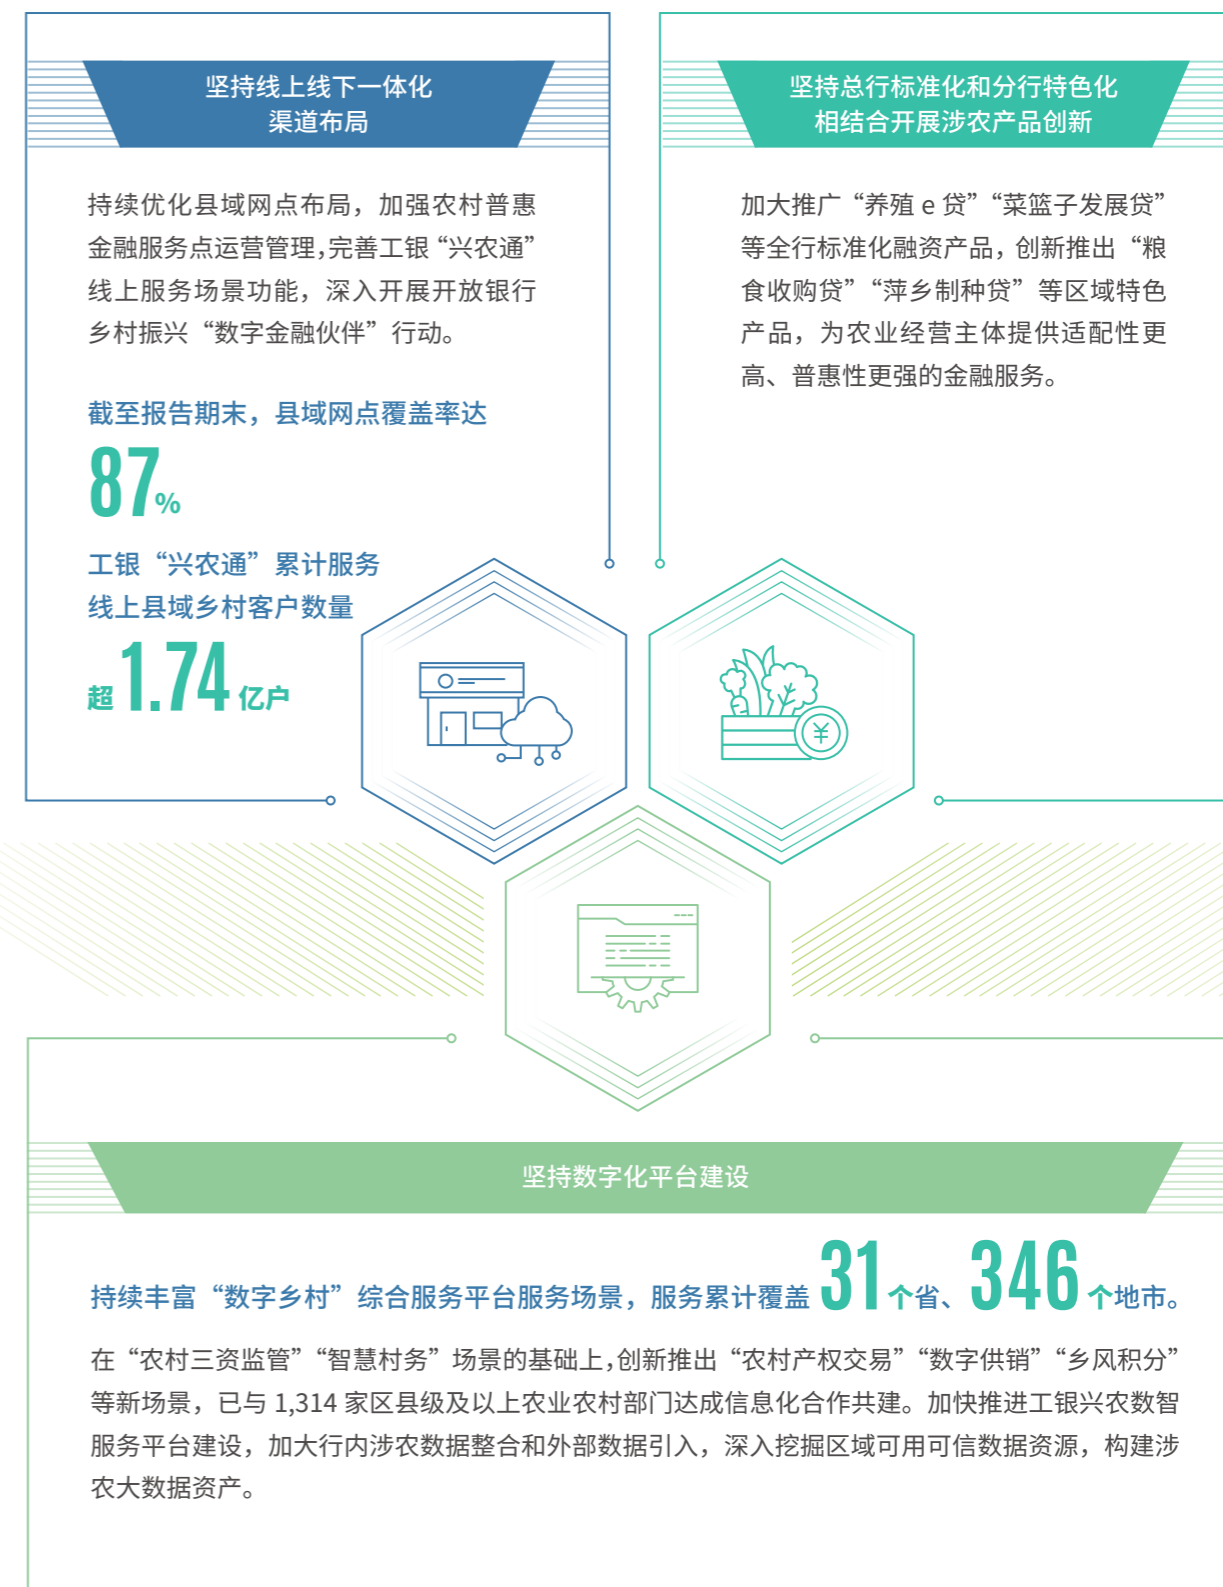 坚持线上线下一体化
渠道布局
持续优化县域网点布局，加强农村普惠
金融服务点运营管理，完善工银“兴农通”
线上服务场景功能，深入开展开放银行
乡村振兴“数字金融伙伴”行动。
截至报告期末，县域网点覆盖率达
87%
工银“兴农通”累计服务
线上县域乡村客户数量
超1.74亿户
坚持总行标准化和分行特色化
相结合开展涉农产品创新
加大推广“养殖 e 贷”“菜篮子发展贷”
等全行标准化融资产品，创新推出“粮
食收购贷”“萍乡制种贷”等区域特色
产品，为农业经营主体提供适配性更
高、普惠性更强的金融服务。
¥
坚持数字化平台建设
持续丰富“数字乡村”综合服务平台服务场景，服务累计覆盖31个省、346个地市。
在“农村三资监管”“智慧村务”场景的基础上，创新推出“农村产权交易”“数字供销”“乡风积分”
等新场景，已与 1,314 家区县级及以上农业农村部门达成信息化合作共建。加快推进工银兴农数智
服务平台建设，加大行内涉农数据整合和外部数据引入，深入挖掘区域可用可信数据资源，构建涉
农大数据资产。